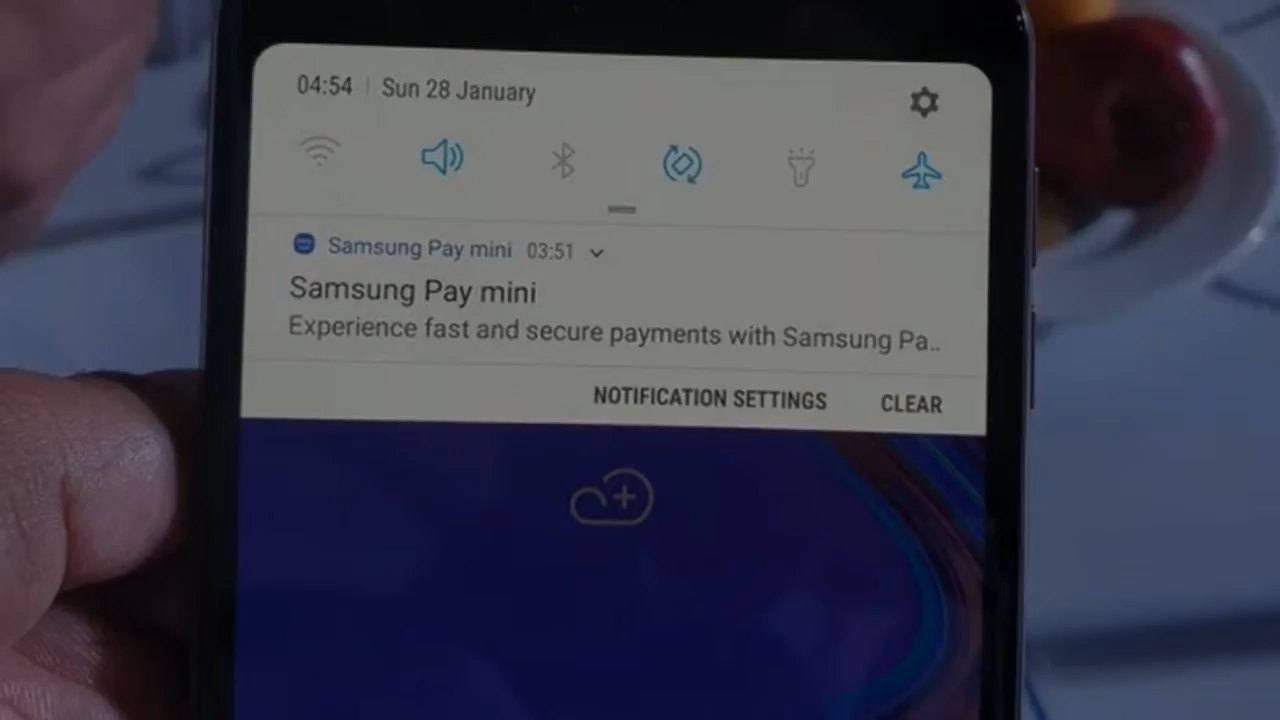 04:54 | Sun 28 January
Samsung Pay mini 03:51
Samsung Pay mini
Experience fast and secure payments with Samsung Pa..
NOTIFICATION SETTINGS CLEAR